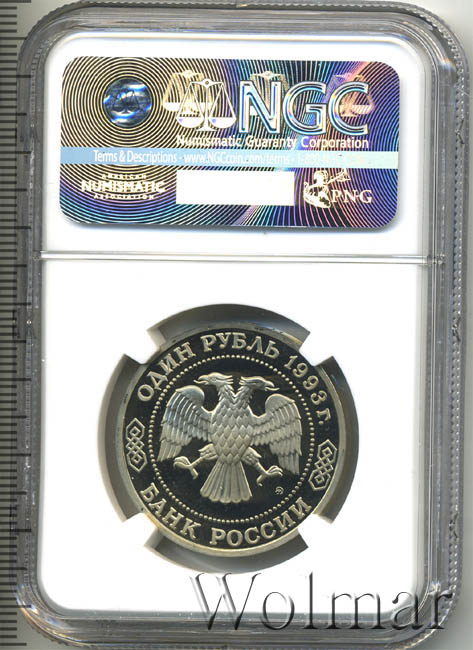 NGC
Numismatic Guaranty Corporation
Terms & Descriptions • www.NGCcoin.com/terms •
AMERICAN
NUMISMATIC
ASSOCIATION
PNG
ОДИН РУБЛЬ 1993 г.
БАНК РОССИИ
Wolmar